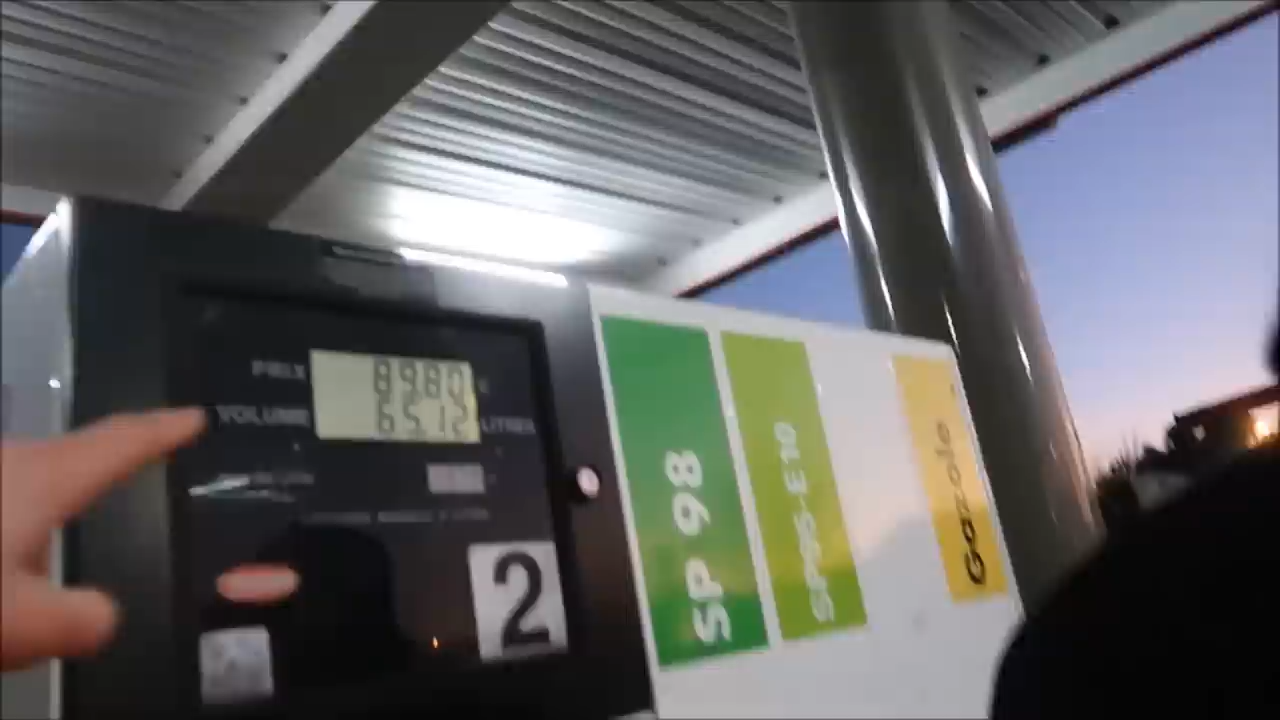 PRIX 89.80 €
VOLUME 65.12 LITRES
2
SP 98
SP95-E10
Gazole